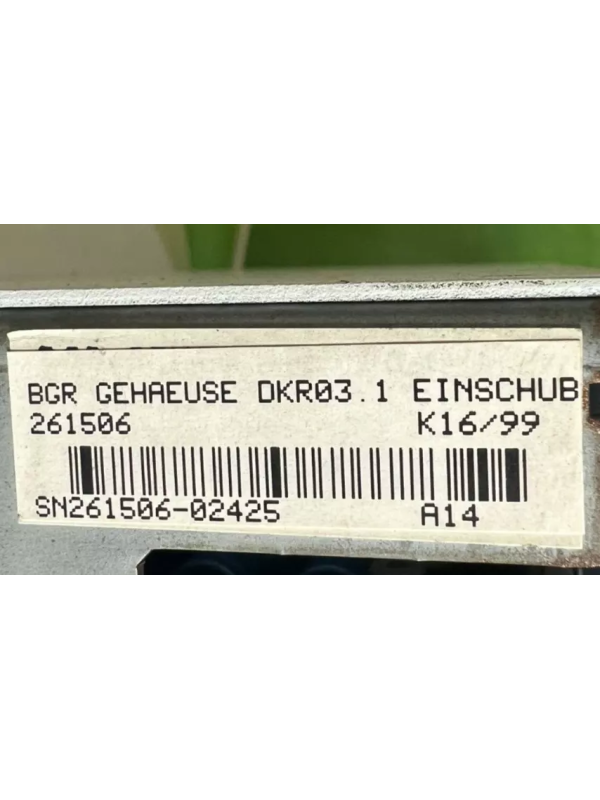 BGR GEHAEUSE DKR03.1 EINSCHUB
261506 K16/99
SN261506-02425 A14